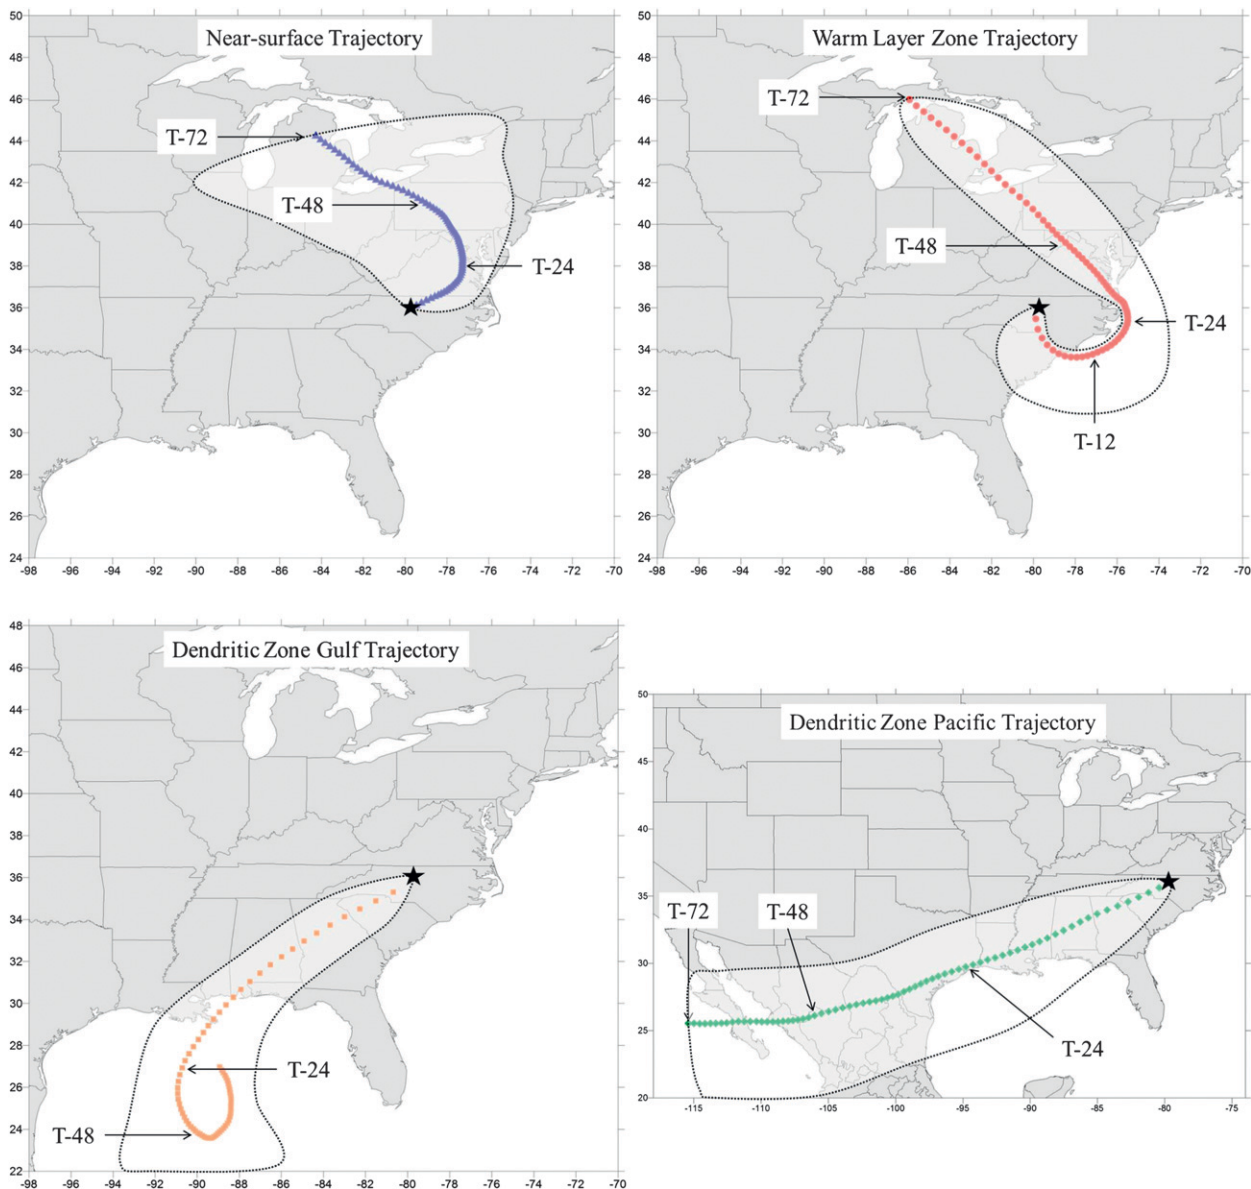 Near-surface Trajectory
50
48
46
44
42
40
38
36
34
32
30
28
26
24
T-72
T-48
T-24
-98 -96 -94 -92 -90 -88 -86 -84 -82 -80 -78 -76 -74 -72 -70
Warm Layer Zone Trajectory
50
48
46
44
42
40
38
36
34
32
30
28
26
24
T-72
T-48
T-24
T-12
-98 -96 -94 -92 -90 -88 -86 -84 -82 -80 -78 -76 -74 -72 -70
Dendritic Zone Gulf Trajectory
48
46
44
42
40
38
36
34
32
30
28
26
24
22
T-24
T-48
-98 -96 -94 -92 -90 -88 -86 -84 -82 -80 -78 -76 -74 -72 -70
Dendritic Zone Pacific Trajectory
50
45
40
35
30
25
20
T-72
T-48
T-24
-115 -110 -105 -100 -95 -90 -85 -80 -75